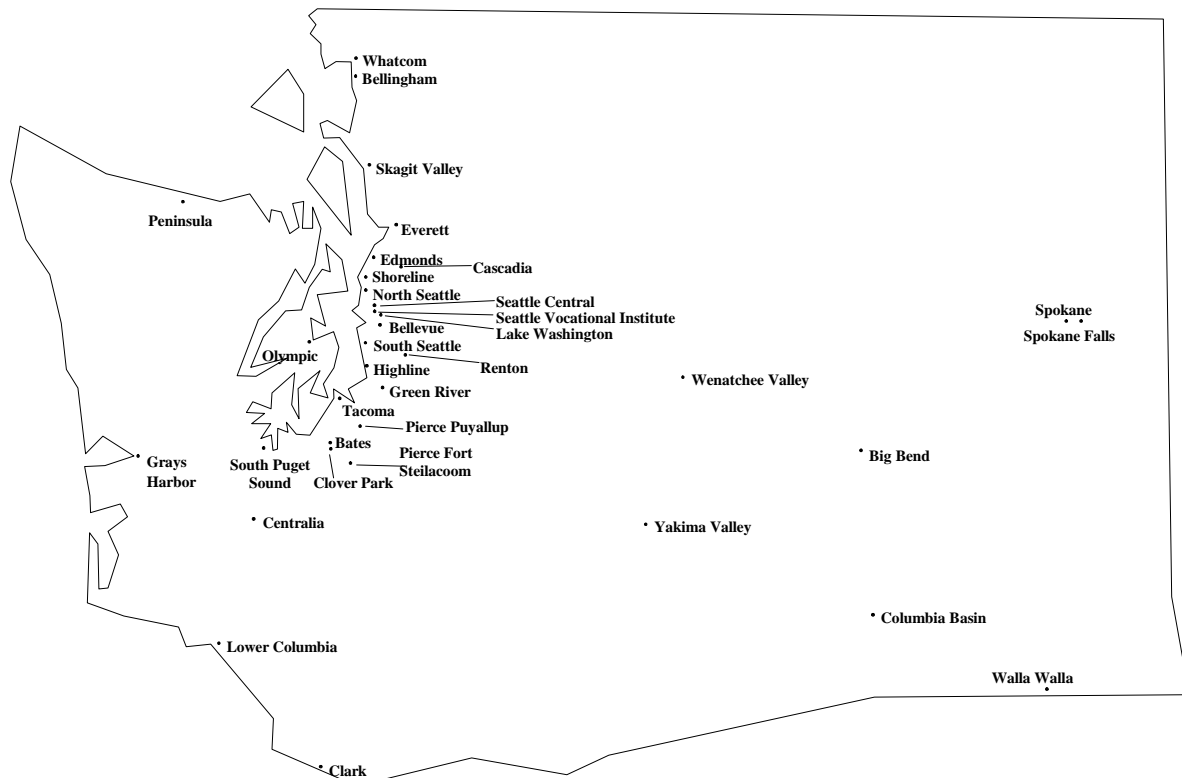 Whatcom
Bellingham
Skagit Valley
Peninsula
Everett
Edmonds
Cascadia
Shoreline
North Seattle
Seattle Central
Seattle Vocational Institute
Lake Washington
Bellevue
Spokane
Spokane Falls
South Seattle
Olympic
Renton
Highline
Wenatchee Valley
Green River
Tacoma
Pierce Puyallup
Bates
Pierce Fort
Steilacoom
Big Bend
Grays
Harbor
South Puget
Sound
Clover Park
Centralia
Yakima Valley
Columbia Basin
Lower Columbia
Walla Walla
Clark